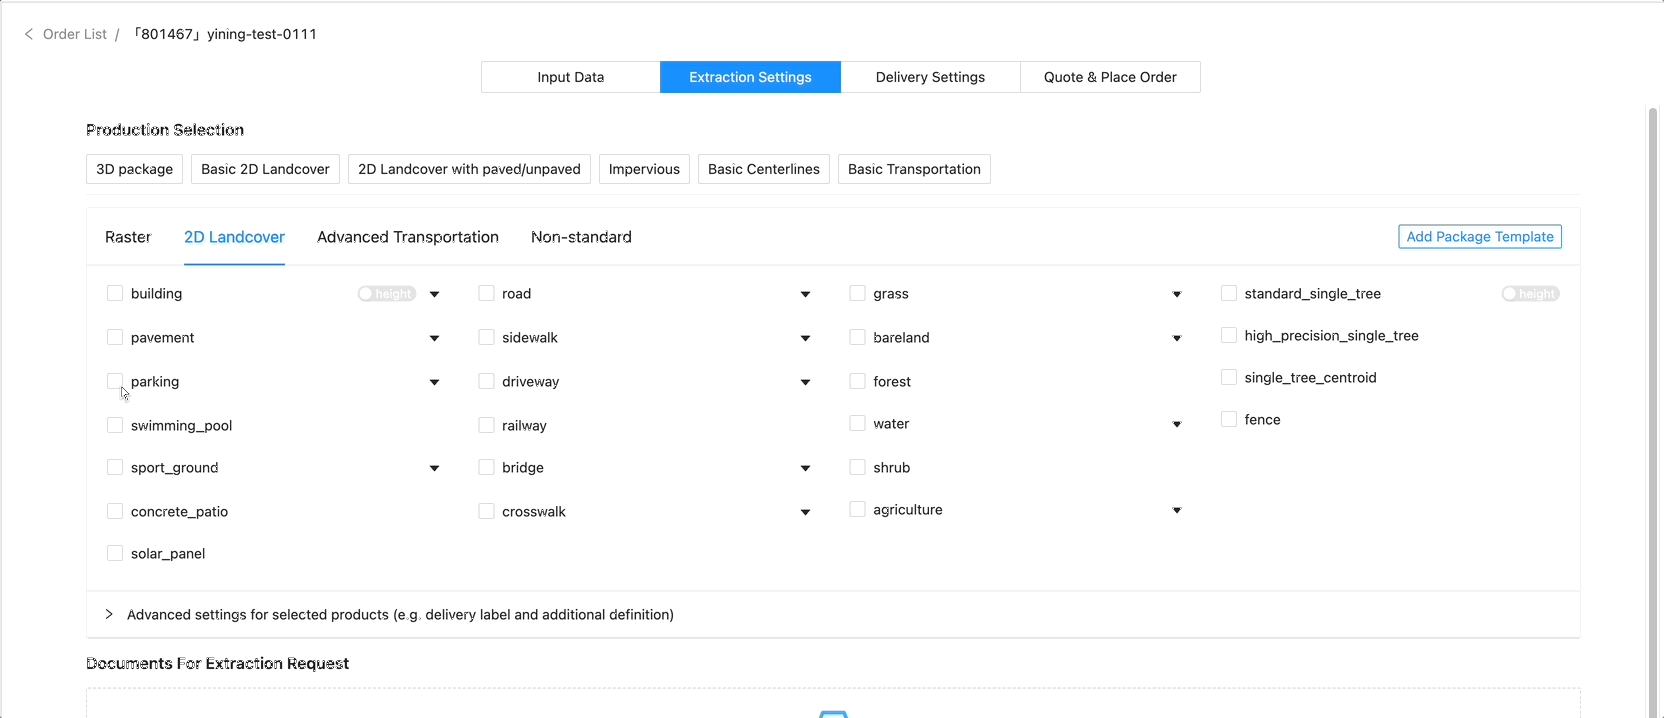 Order List / 「801467」yining-test-0111
Input Data
Extraction Settings
Delivery Settings
Quote & Place Order
Production Selection
3D package
Basic 2D Landcover
2D Landcover with paved/unpaved
Impervious
Basic Centerlines
Basic Transportation
Raster
2D Landcover
Advanced Transportation
Non-standard
Add Package Template
building
height
pavement
parking
swimming_pool
sport_ground
concrete_patio
solar_panel
road
sidewalk
driveway
railway
bridge
crosswalk
grass
bareland
forest
water
shrub
agriculture
standard_single_tree
height
high_precision_single_tree
single_tree_centroid
fence
Advanced settings for selected products (e.g. delivery label and additional definition)
Documents For Extraction Request